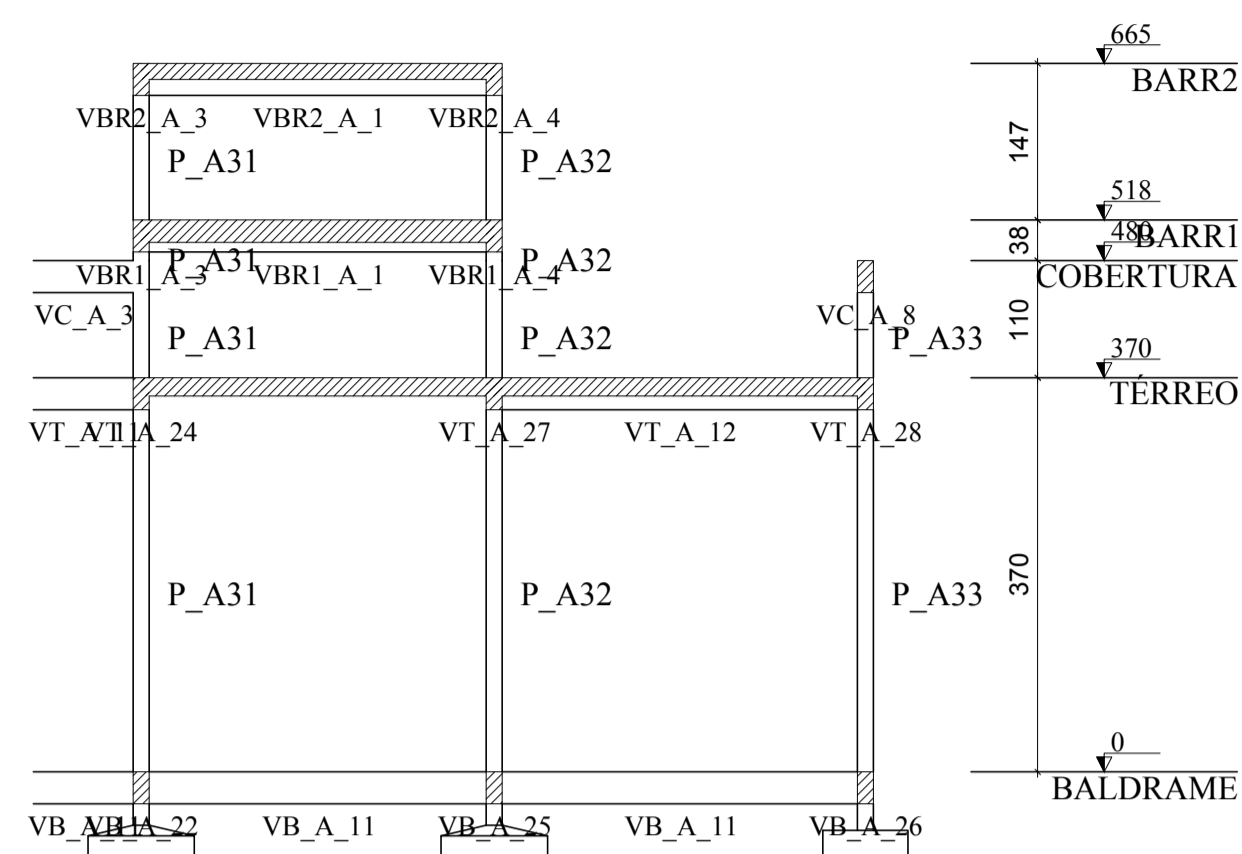 665
BARR2
VBR2_A_3 VBR2_A_1 VBR2_A_4
147
P_A31 P_A32
518
BARR1
38
480
P_A31 P_A32
VBR1_A_3 VBR1_A_1 VBR1_A_4
COBERTURA
VC_A_3 VC_A_8
110
P_A31 P_A32 P_A33
370
TÉRREO
VT_A_11 VT_A_24 VT_A_27 VT_A_12 VT_A_28
370
P_A31 P_A32 P_A33
0
BALDRAME
VB_A_11 VB_A_22 VB_A_11 VB_A_25 VB_A_11 VB_A_26